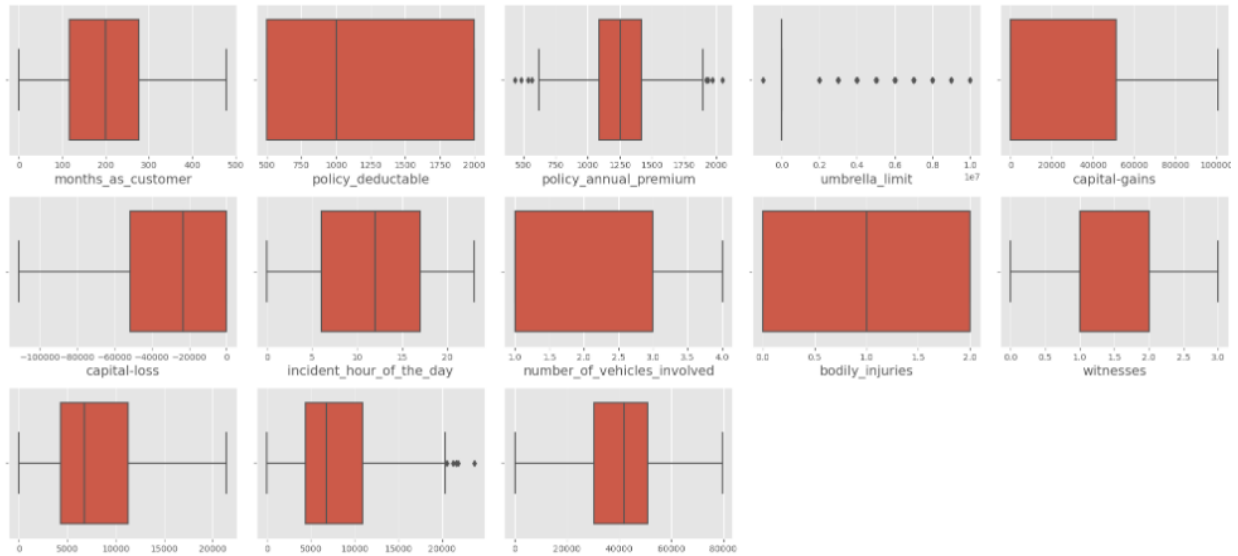 0 100 200 300 400 500
months_as_customer
500 750 1000 1250 1500 1750 2000
policy_deductable
500 750 1000 1250 1500 1750 2000
policy_annual_premium
0.0 0.2 0.4 0.6 0.8 1.0
1e7
umbrella_limit
0 20000 40000 60000 80000 100000
capital-gains
−100000 −80000 −60000 −40000 −20000 0
capital-loss
0 5 10 15 20
incident_hour_of_the_day
1.0 1.5 2.0 2.5 3.0 3.5 4.0
number_of_vehicles_involved
0.0 0.5 1.0 1.5 2.0
bodily_injuries
0.0 0.5 1.0 1.5 2.0 2.5 3.0
witnesses
0 5000 10000 15000 20000
0 5000 10000 15000 20000
0 20000 40000 60000 80000